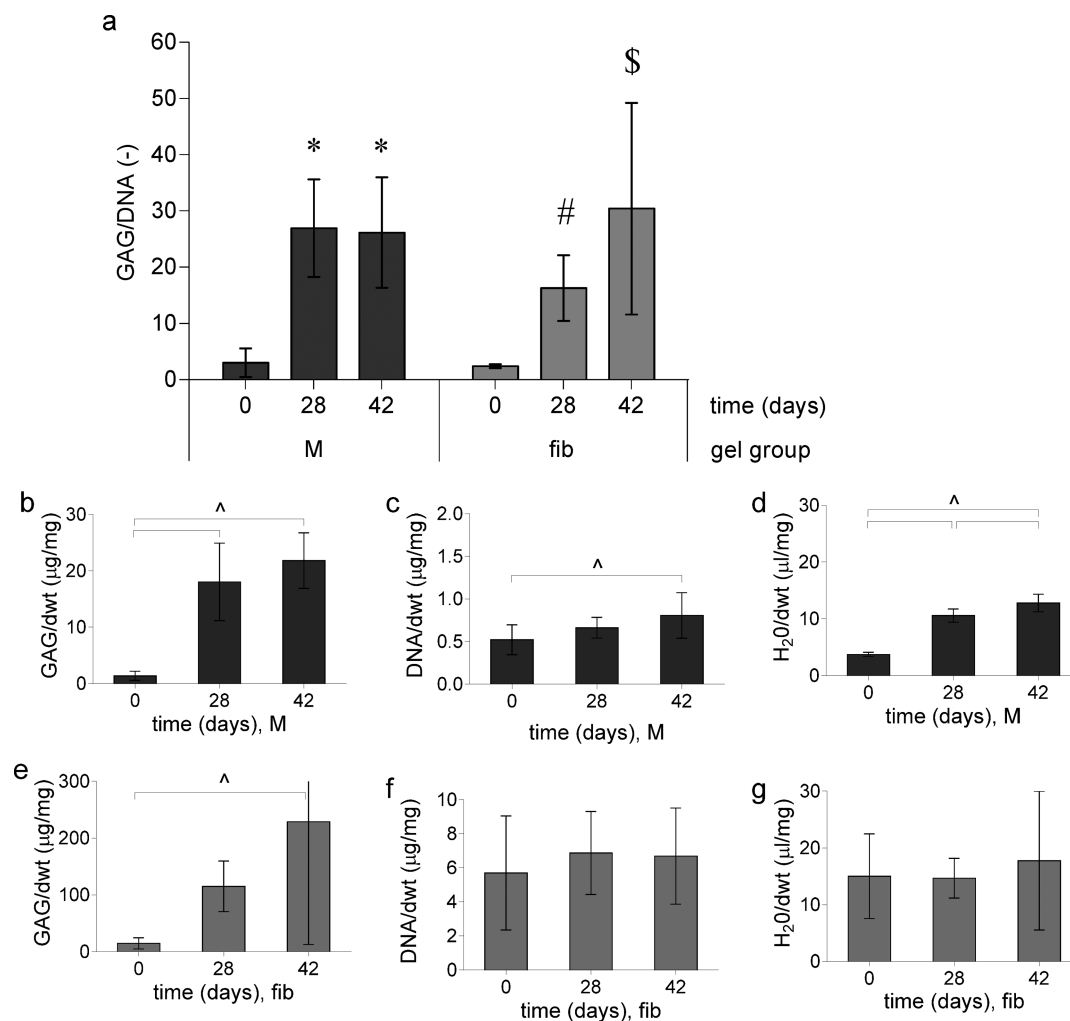 a
GAG/DNA (-)
60
50
40
30
20
10
0
* * # $
0 28 42 0 28 42 time (days)
M fib gel group
b
GAG/dwt (μg/mg)
30
20
10
0
^
0 28 42
time (days), M
c
DNA/dwt (μg/mg)
2.0
1.5
1.0
0.5
0.0
^
0 28 42
time (days), M
d
H₂0/dwt (μl/mg)
30
20
10
0
^
0 28 42
time (days), M
e
GAG/dwt (μg/mg)
300
200
100
0
^
0 28 42
time (days), fib
f
DNA/dwt (μg/mg)
10
8
6
4
2
0
0 28 42
time (days), fib
g
H₂0/dwt (μl/mg)
30
20
10
0
0 28 42
time (days), fib